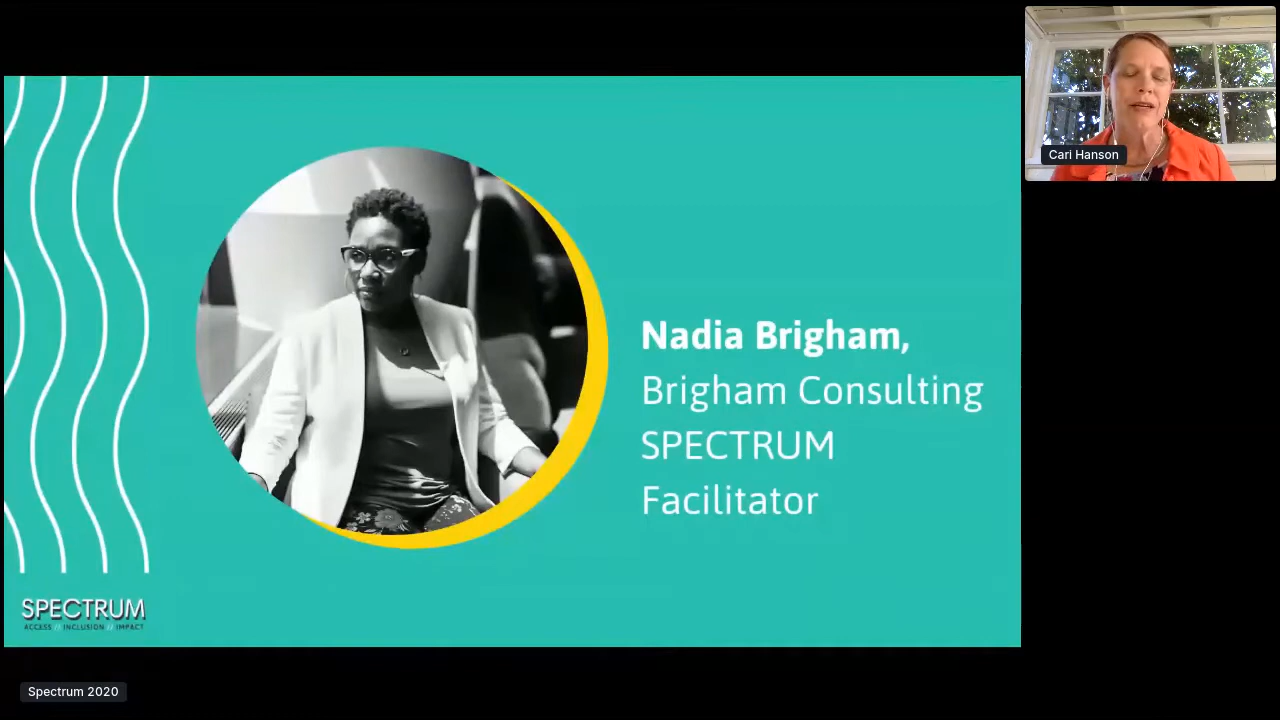 Cari Hanson
Nadia Brigham,
Brigham Consulting
SPECTRUM
Facilitator
SPECTRUM
ACCESS // INCLUSION // IMPACT
Spectrum 2020